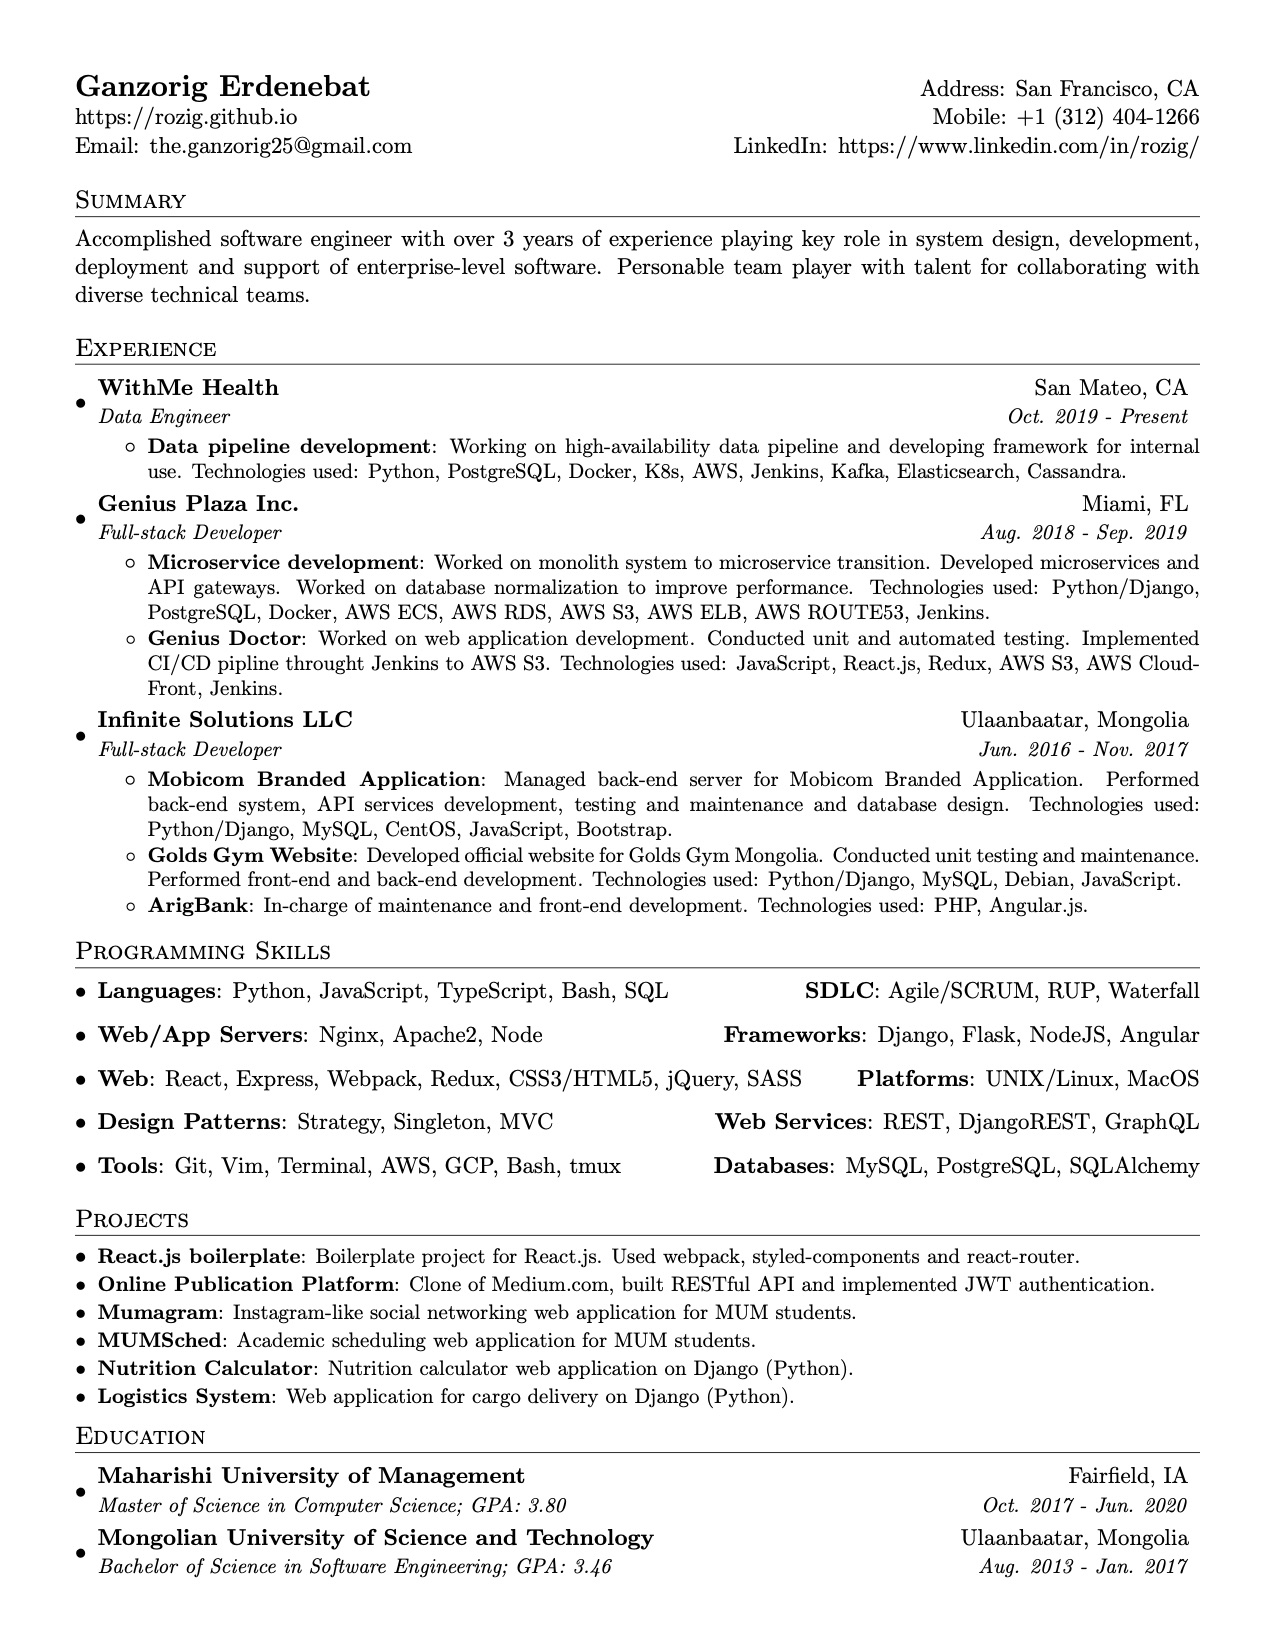 Ganzorig Erdenebat Address: San Francisco, CA
https://rozig.github.io Mobile: +1 (312) 404-1266
Email: the.ganzorig25@gmail.com LinkedIn: https://www.linkedin.com/in/rozig/
Summary
Accomplished software engineer with over 3 years of experience playing key role in system design, development,
deployment and support of enterprise-level software. Personable team player with talent for collaborating with
diverse technical teams.
Experience
• WithMe Health San Mateo, CA
Data Engineer Oct. 2019 - Present
◦ Data pipeline development: Working on high-availability data pipeline and developing framework for internal
use. Technologies used: Python, PostgreSQL, Docker, K8s, AWS, Jenkins, Kafka, Elasticsearch, Cassandra.
• Genius Plaza Inc. Miami, FL
Full-stack Developer Aug. 2018 - Sep. 2019
◦ Microservice development: Worked on monolith system to microservice transition. Developed microservices and
API gateways. Worked on database normalization to improve performance. Technologies used: Python/Django,
PostgreSQL, Docker, AWS ECS, AWS RDS, AWS S3, AWS ELB, AWS ROUTE53, Jenkins.
◦ Genius Doctor: Worked on web application development. Conducted unit and automated testing. Implemented
CI/CD pipline throught Jenkins to AWS S3. Technologies used: JavaScript, React.js, Redux, AWS S3, AWS Cloud-
Front, Jenkins.
• Infinite Solutions LLC Ulaanbaatar, Mongolia
Full-stack Developer Jun. 2016 - Nov. 2017
◦ Mobicom Branded Application: Managed back-end server for Mobicom Branded Application. Performed
back-end system, API services development, testing and maintenance and database design. Technologies used:
Python/Django, MySQL, CentOS, JavaScript, Bootstrap.
◦ Golds Gym Website: Developed official website for Golds Gym Mongolia. Conducted unit testing and maintenance.
Performed front-end and back-end development. Technologies used: Python/Django, MySQL, Debian, JavaScript.
◦ ArigBank: In-charge of maintenance and front-end development. Technologies used: PHP, Angular.js.
Programming Skills
• Languages: Python, JavaScript, TypeScript, Bash, SQL SDLC: Agile/SCRUM, RUP, Waterfall
• Web/App Servers: Nginx, Apache2, Node Frameworks: Django, Flask, NodeJS, Angular
• Web: React, Express, Webpack, Redux, CSS3/HTML5, jQuery, SASS Platforms: UNIX/Linux, MacOS
• Design Patterns: Strategy, Singleton, MVC Web Services: REST, DjangoREST, GraphQL
• Tools: Git, Vim, Terminal, AWS, GCP, Bash, tmux Databases: MySQL, PostgreSQL, SQLAlchemy
Projects
• React.js boilerplate: Boilerplate project for React.js. Used webpack, styled-components and react-router.
• Online Publication Platform: Clone of Medium.com, built RESTful API and implemented JWT authentication.
• Mumagram: Instagram-like social networking web application for MUM students.
• MUMSched: Academic scheduling web application for MUM students.
• Nutrition Calculator: Nutrition calculator web application on Django (Python).
• Logistics System: Web application for cargo delivery on Django (Python).
Education
• Maharishi University of Management Fairfield, IA
Master of Science in Computer Science; GPA: 3.80 Oct. 2017 - Jun. 2020
• Mongolian University of Science and Technology Ulaanbaatar, Mongolia
Bachelor of Science in Software Engineering; GPA: 3.46 Aug. 2013 - Jan. 2017